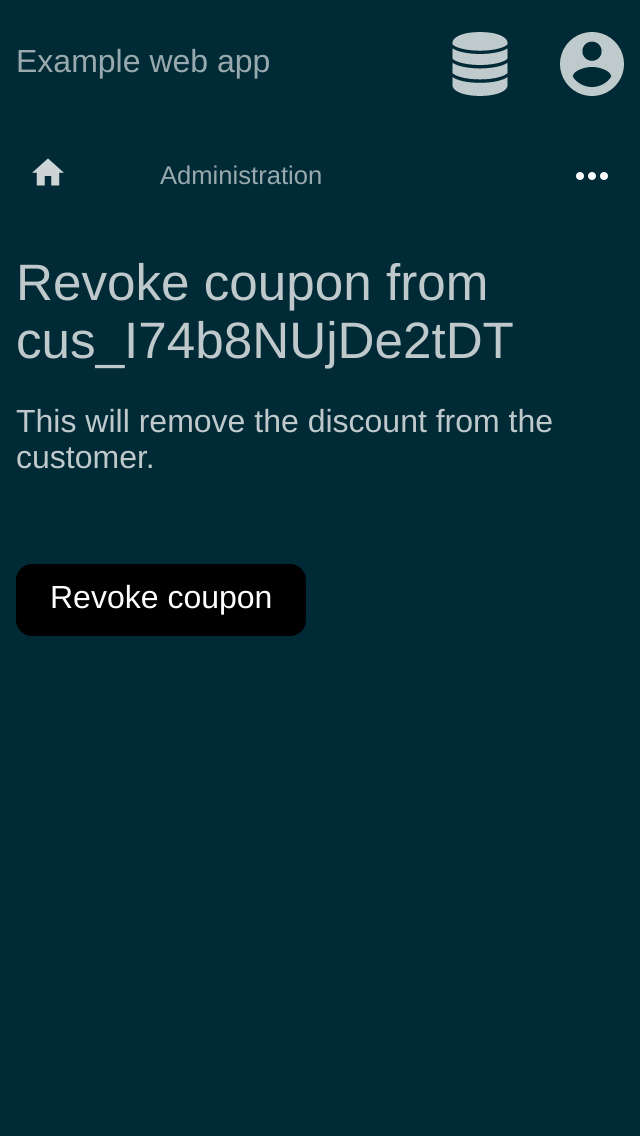 Example web app
Administration
Revoke coupon from
cus_I74b8NUjDe2tDT
This will remove the discount from the
customer.
Revoke coupon